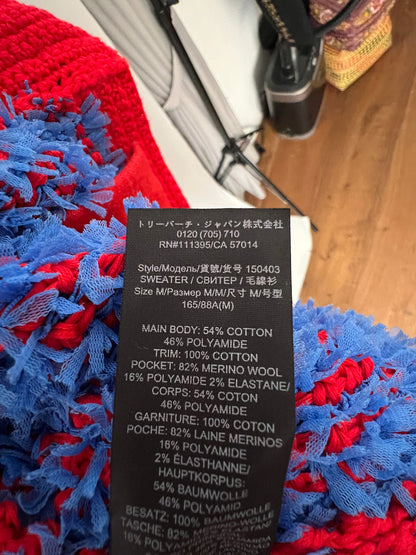 トリーバーチ・ジャパン株式会社
0120 (705) 710
RN#111395/CA 57014
Style/Модель/貨號/货号 150403
SWEATER / СВИТЕР / 毛線衫
Size M/Размер M/M/尺寸 M/号型
165/88A(M)
MAIN BODY: 54% COTTON
46% POLYAMIDE
TRIM: 100% COTTON
POCKET: 82% MERINO WOOL
16% POLYAMIDE 2% ELASTANE/
CORPS: 54% COTON
46% POLYAMIDE
GARNITURE: 100% COTON
POCHE: 82% LAINE MERINOS
16% POLYAMIDE
2% ÉLASTHANNE/
HAUPTKORPUS:
54% BAUMWOLLE
46% POLYAMID
BESATZ: 100% BAUMWOLLE
TASCHE: 82% MERINO-WOLLE